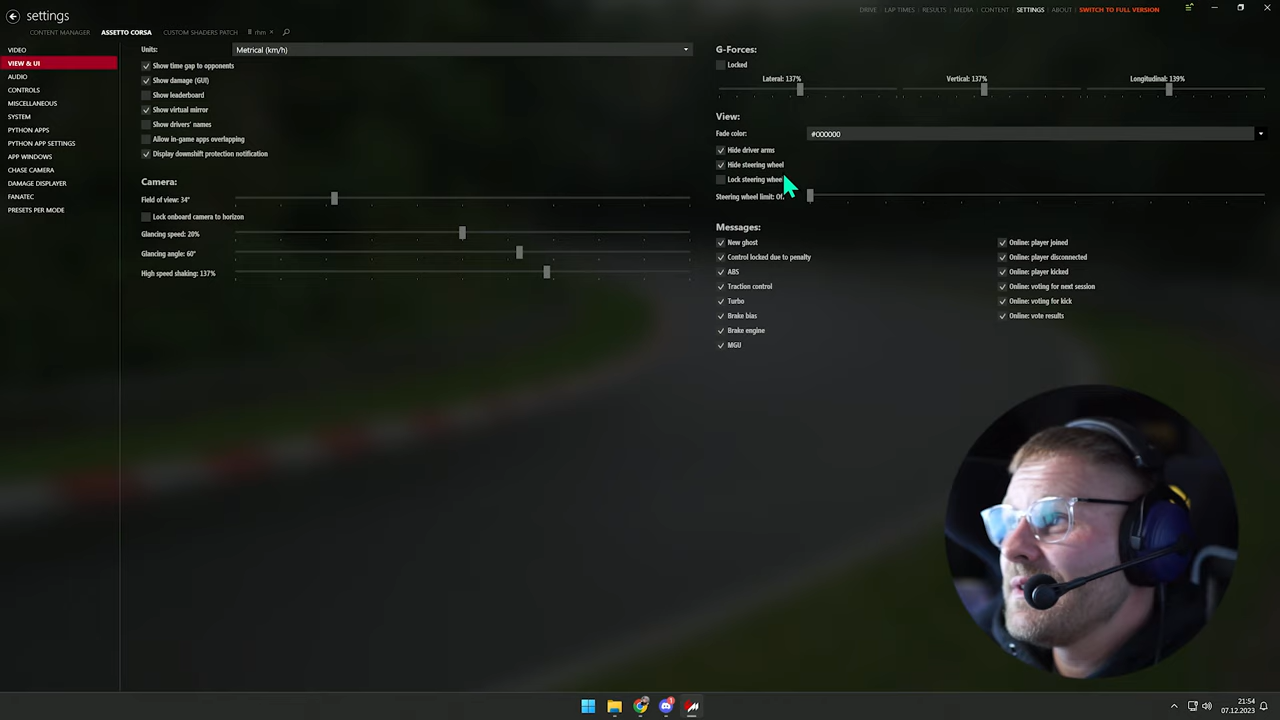 settings
DRIVE LAP TIMES RESULTS MEDIA CONTENT SETTINGS ABOUT SWITCH TO FULL VERSION
CONTENT MANAGER ASSETTO CORSA CUSTOM SHADERS PATCH rhm
VIDEO
VIEW & UI
AUDIO
CONTROLS
MISCELLANEOUS
SYSTEM
PYTHON APPS
PYTHON APP SETTINGS
APP WINDOWS
CHASE CAMERA
DAMAGE DISPLAYER
FANATEC
PRESETS PER MODE
Units: Metrical (km/h)
Show time gap to opponents
Show damage (GUI)
Show leaderboard
Show virtual mirror
Show drivers' names
Allow in-game apps overlapping
Display downshift protection notification
Camera:
Field of view: 34°
Lock onboard camera to horizon
Glancing speed: 20%
Glancing angle: 60°
High speed shaking: 137%
G-Forces:
Locked
Lateral: 137% Vertical: 137% Longitudinal: 139%
View:
Fade color: #000000
Hide driver arms
Hide steering wheel
Lock steering wheel
Steering wheel limit: Of
Messages:
New ghost
Control locked due to penalty
ABS
Traction control
Turbo
Brake bias
Brake engine
MGU
Online: player joined
Online: player disconnected
Online: player kicked
Online: voting for next session
Online: voting for kick
Online: vote results
21:54
07.12.2023